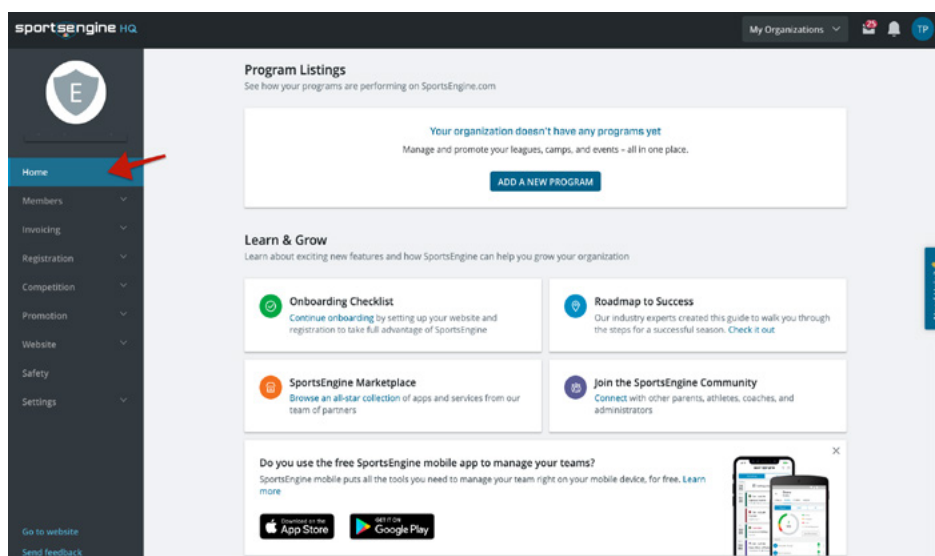 sportsengine HQ
My Organizations
25
TP
E
Home
Members
Invoicing
Registration
Competition
Promotion
Website
Safety
Settings
Go to website
Send feedback
Program Listings
See how your programs are performing on SportsEngine.com
Your organization doesn't have any programs yet
Manage and promote your leagues, camps, and events – all in one place.
ADD A NEW PROGRAM
Learn & Grow
Learn about exciting new features and how SportsEngine can help you grow your organization
Onboarding Checklist
Continue onboarding by setting up your website and
registration to take full advantage of SportsEngine
Roadmap to Success
Our industry experts created this guide to walk you through
the steps for a successful season. Check it out
SportsEngine Marketplace
Browse an all-star collection of apps and services from our
team of partners
Join the SportsEngine Community
Connect with other parents, athletes, coaches, and
administrators
Do you use the free SportsEngine mobile app to manage your teams?
SportsEngine mobile puts all the tools you need to manage your team right on your mobile device, for free. Learn
more
Download on the
App Store
GET IT ON
Google Play